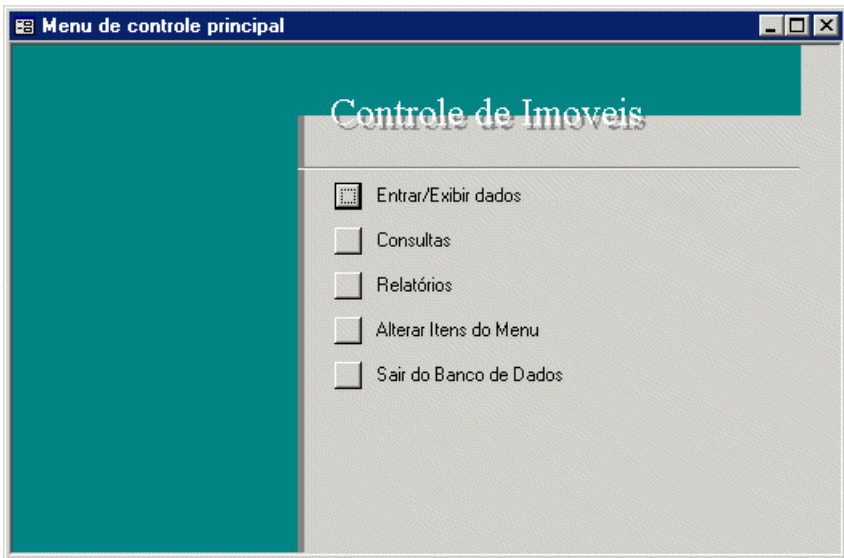 Menu de controle principal
Controle de Imoveis
Entrar/Exibir dados
Consultas
Relatórios
Alterar Itens do Menu
Sair do Banco de Dados